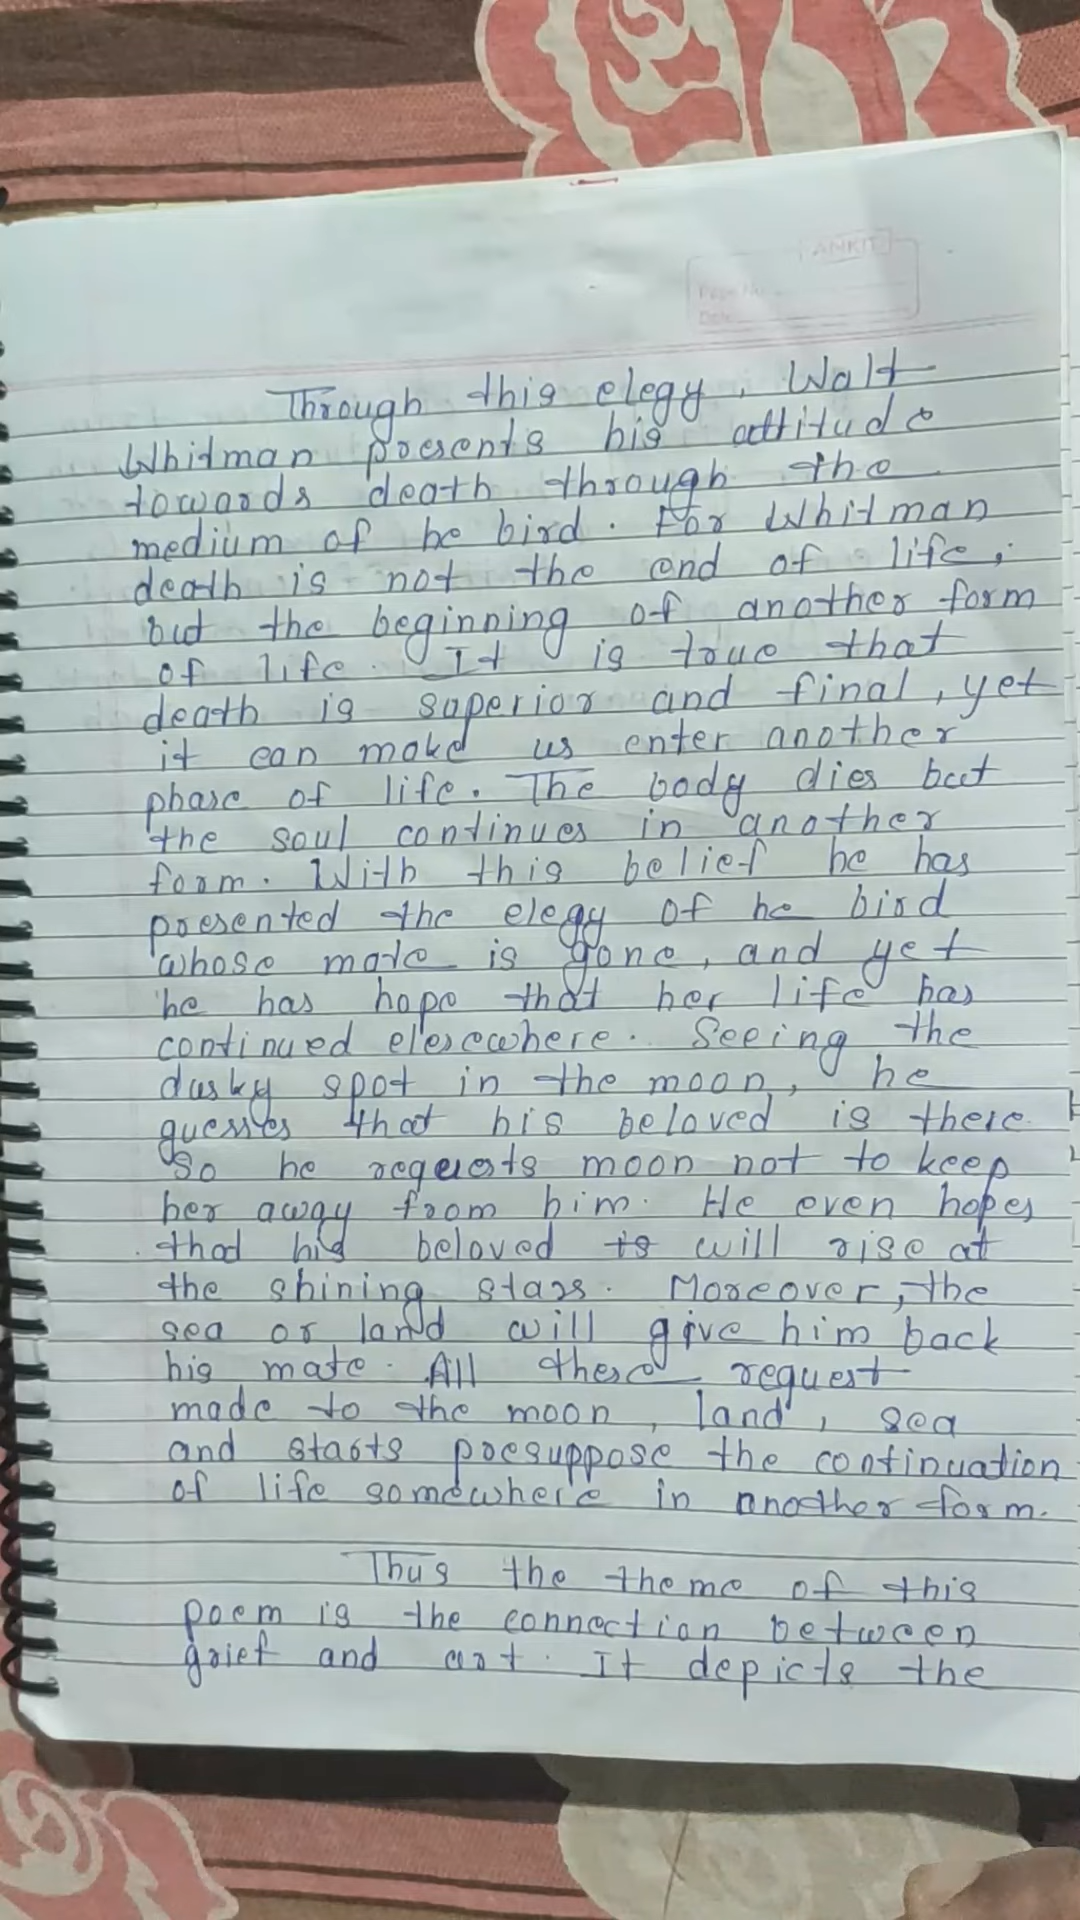 ANKIT
Page No.
Date
Through this elegy, Walt
Whitman presents his attitude
towards death through the
medium of he bird. For Whitman
death is not the end of life,
but the beginning of another form
of life. It is true that
death is superior and final, yet
it can make us enter another
phase of life. The body dies but
the soul continues in another
form. With this belief he has
presented the elegy of he bird
whose mate is gone, and yet
he has hope that her life has
continued elesewhere. Seeing the
dusky spot in the moon, he
guesses that his beloved is there.
So he requests moon not to keep
her away from him. He even hopes
that his beloved is will rise at
the shining stars. Moreover, the
sea or land will give him back
his mate. All these request
made to the moon, land, sea
and starts presuppose the continuation
of life somewhere in another form.
Thus the theme of this
poem is the connection between
grief and art. It depicts the